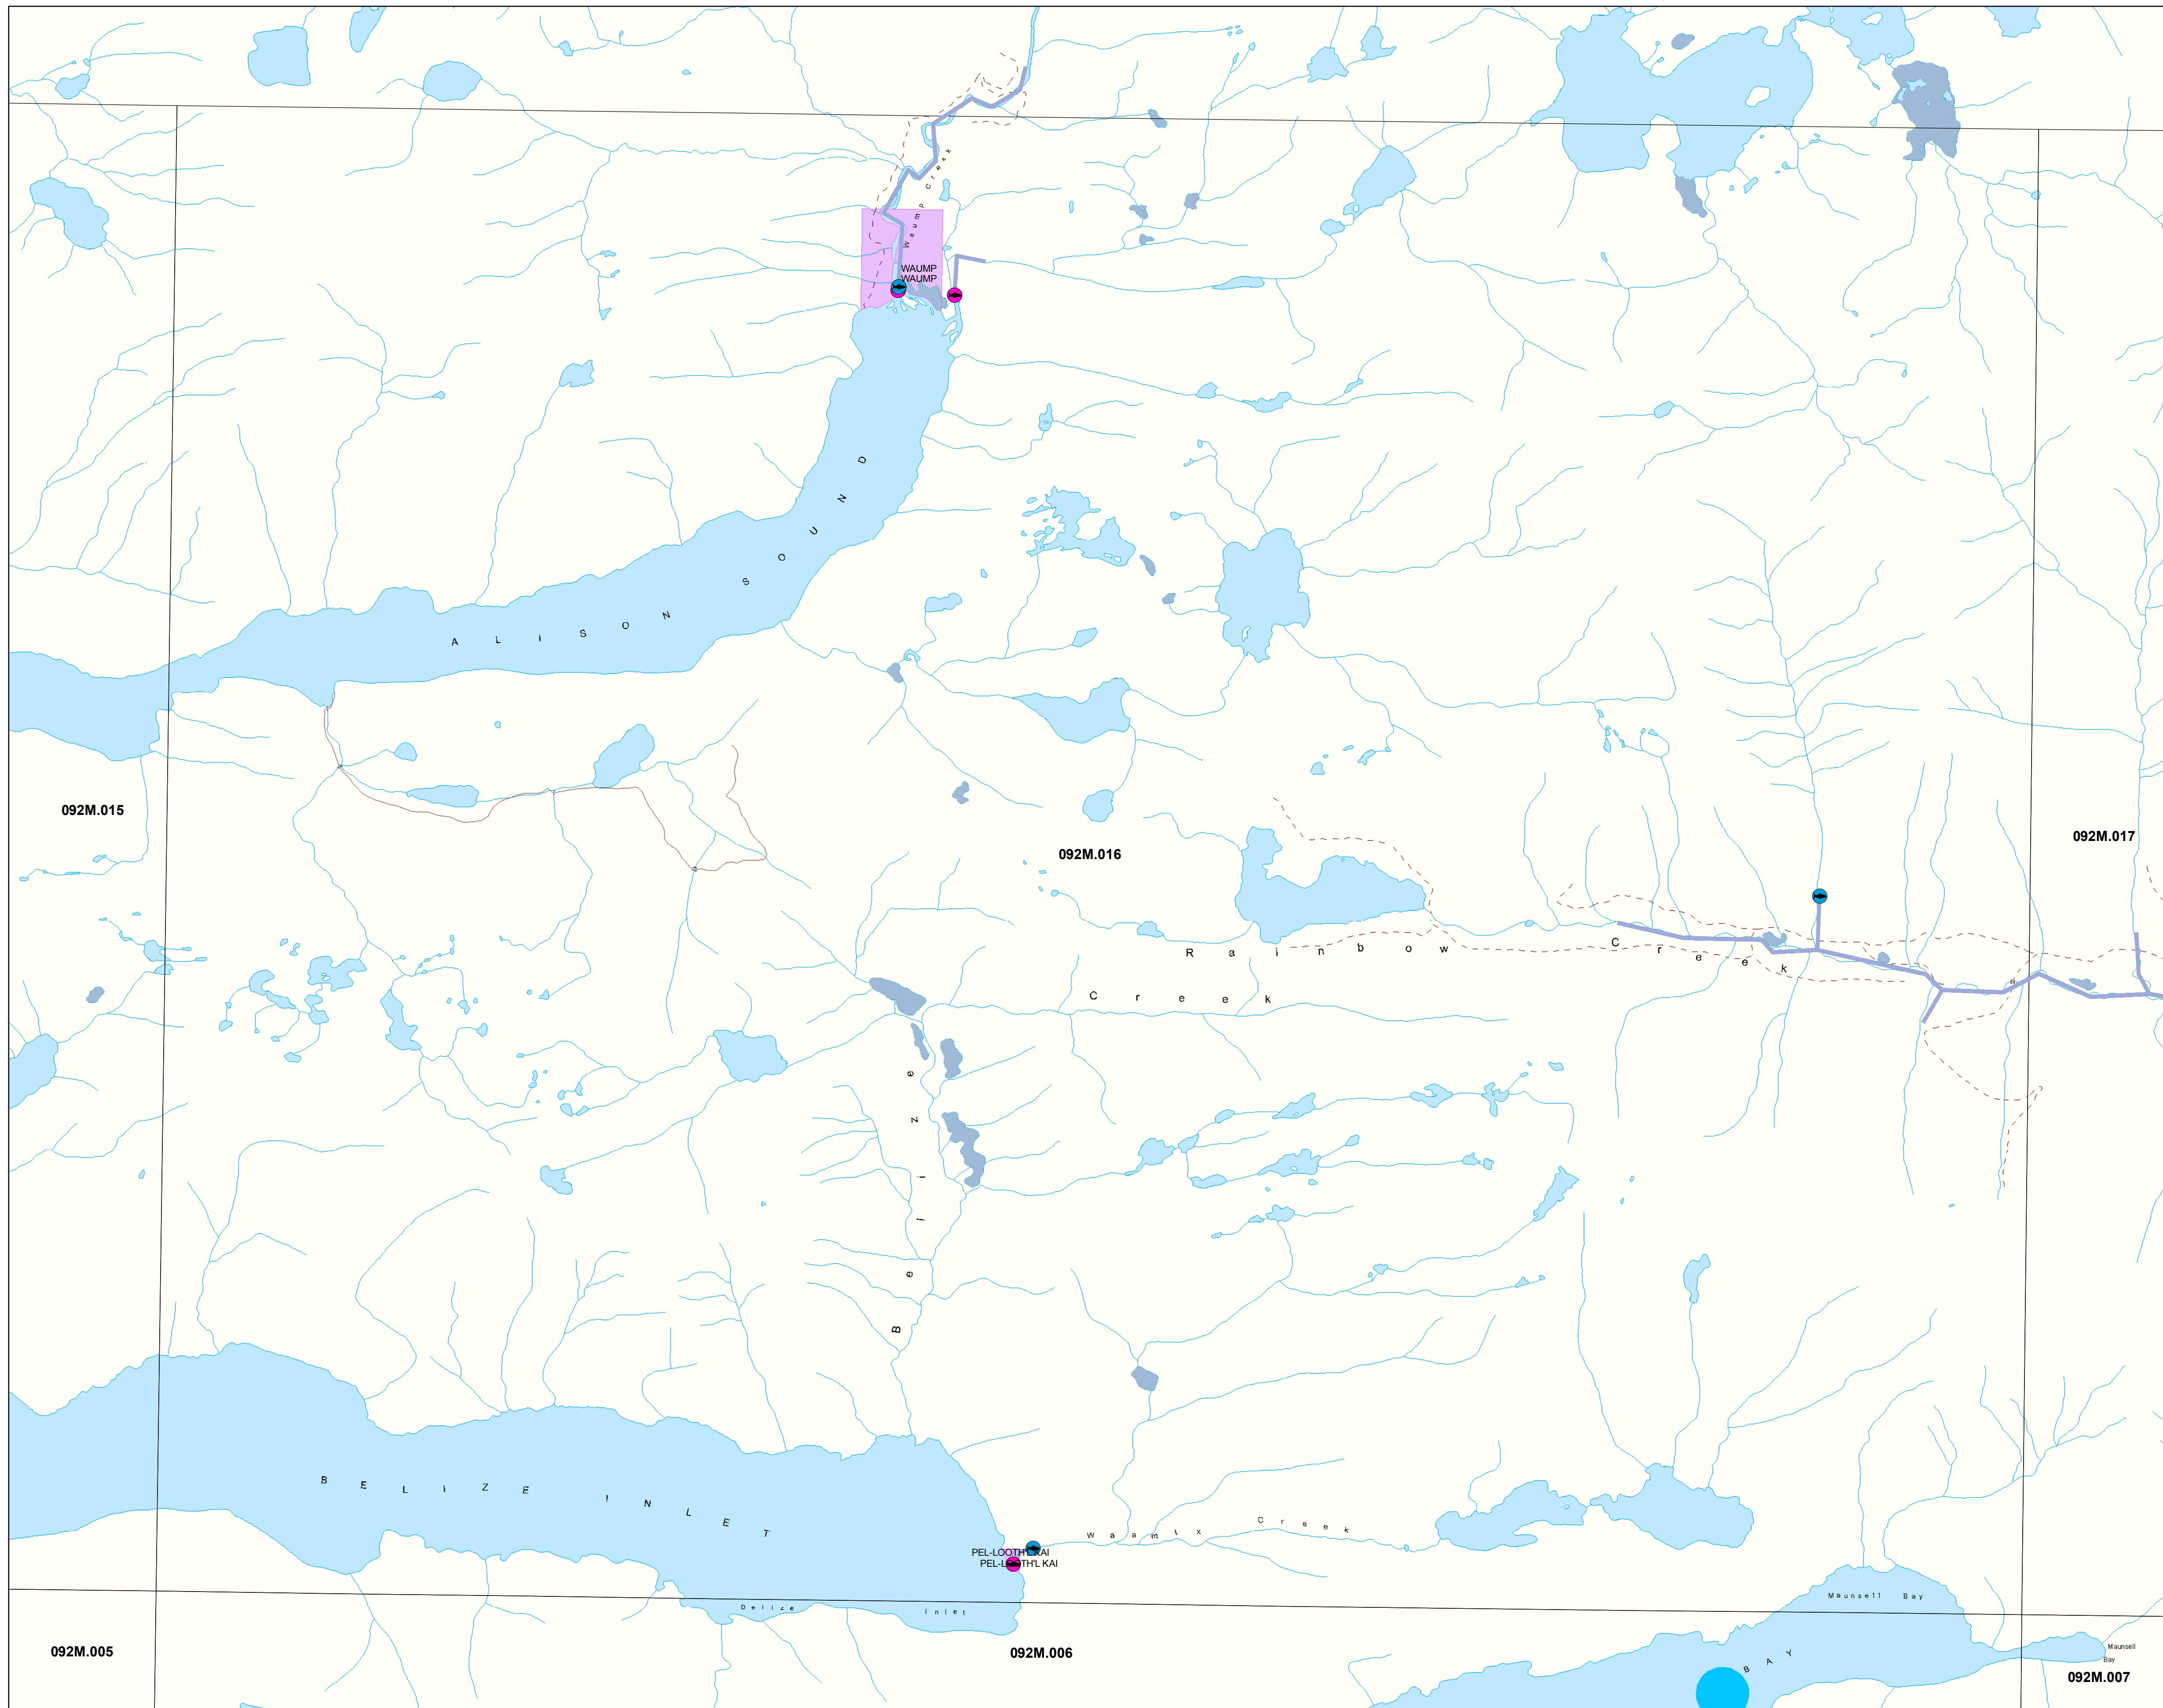 Waump Creek
WAUMP
WAUMP
ALISON SOUND
092M.015
092M.016
092M.017
Rainbow Creek
Belize Creek
BELIZE INLET
Waamtx Creek
PEL-LOOTH'L KAI
PEL-LOOTH'L KAI
Belize Inlet
Maunsell Bay
BAY
Maunsell
Bay
092M.005
092M.006
092M.007